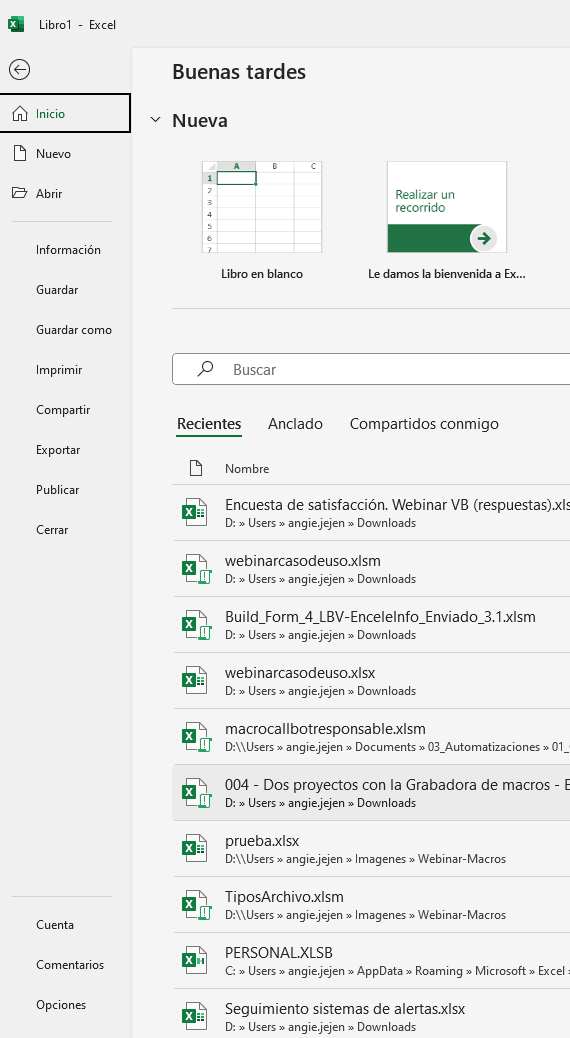 Libro1 - Excel
Buenas tardes
Inicio
Nuevo
Abrir
Información
Guardar
Guardar como
Imprimir
Compartir
Exportar
Publicar
Cerrar
Cuenta
Comentarios
Opciones
Nueva
A B C
1
2
3
4
5
6
7
Libro en blanco
Realizar un
recorrido
Le damos la bienvenida a Ex...
Buscar
Recientes Anclado Compartidos conmigo
Nombre
Encuesta de satisfacción. Webinar VB (respuestas).xls
D: » Users » angie.jejen » Downloads
webinarcasodeuso.xlsm
D: » Users » angie.jejen » Downloads
Build_Form_4_LBV-EnceleInfo_Enviado_3.1.xlsm
D: » Users » angie.jejen » Downloads
webinarcasodeuso.xlsx
D: » Users » angie.jejen » Downloads
macrocallbotresponsable.xlsm
D:\\Users » angie.jejen » Documents » 03_Automatizaciones » 01_
004 - Dos proyectos con la Grabadora de macros - E
D: » Users » angie.jejen » Downloads
prueba.xlsx
D:\\Users » angie.jejen » Imagenes » Webinar-Macros
TiposArchivo.xlsm
D:\\Users » angie.jejen » Imagenes » Webinar-Macros
PERSONAL.XLSB
C: » Users » angie.jejen » AppData » Roaming » Microsoft » Excel »
Seguimiento sistemas de alertas.xlsx
D: » Users » angie.jejen » Downloads